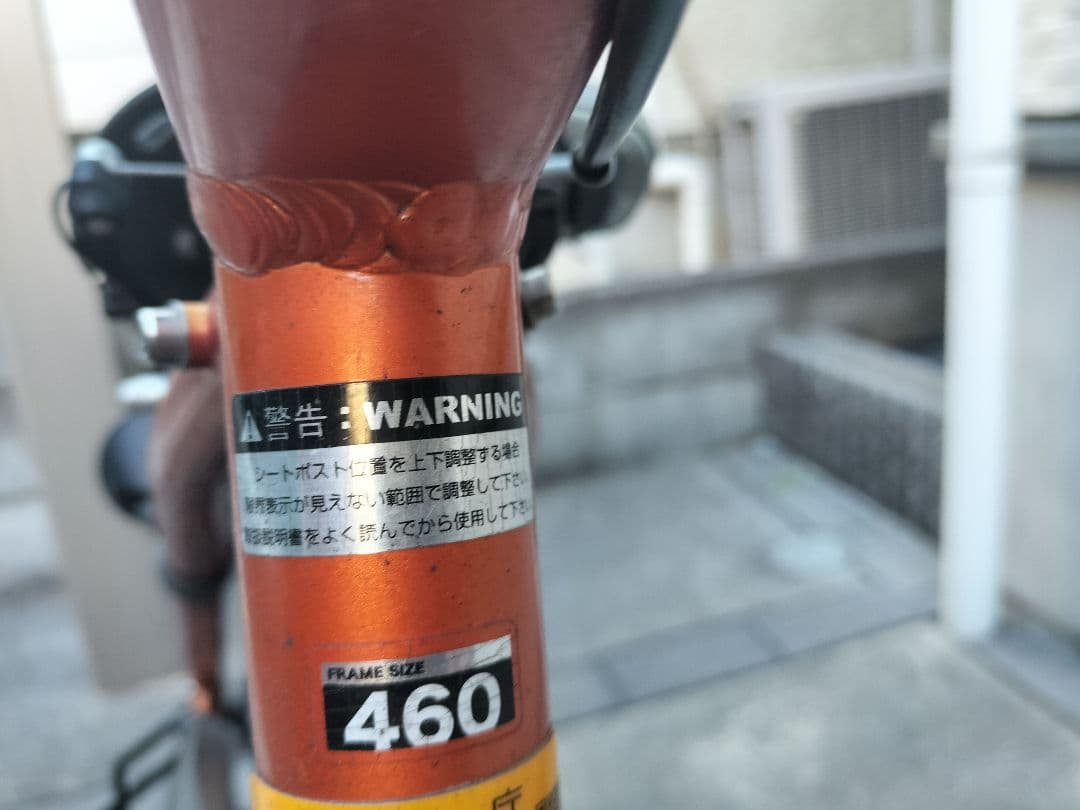 警告:WARNING
シートポスト位置を上下調整する場合
限界表示が見えない範囲で調整して下さい
取扱説明書をよく読んでから使用して下さい
FRAME SIZE
460
庁